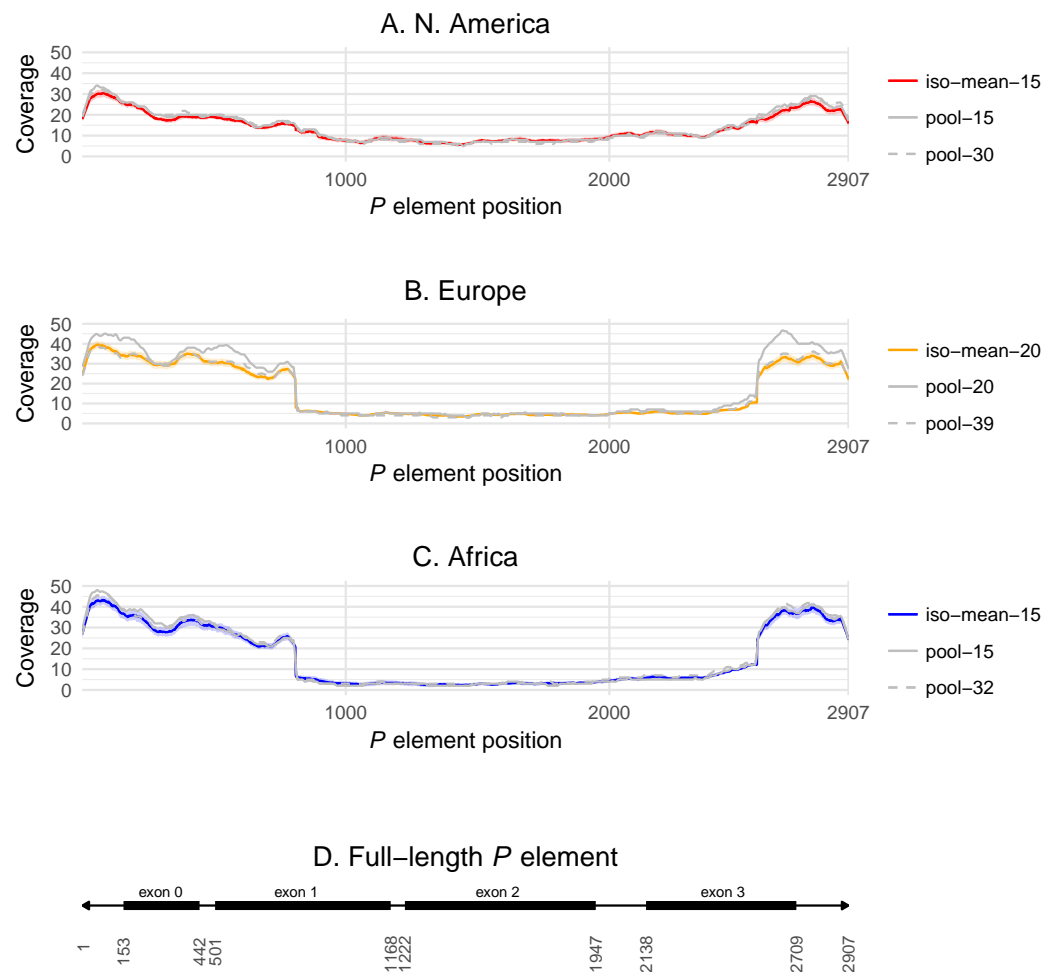 A. N. America
Coverage
50
40
30
20
10
0
1000
2000
2907
P element position
iso−mean−15
pool−15
pool−30
B. Europe
Coverage
50
40
30
20
10
0
1000
2000
2907
P element position
iso−mean−20
pool−20
pool−39
C. Africa
Coverage
50
40
30
20
10
0
1000
2000
2907
P element position
iso−mean−15
pool−15
pool−32
D. Full−length P element
exon 0
exon 1
exon 2
exon 3
1
153
442
501
1168
1222
1947
2138
2709
2907